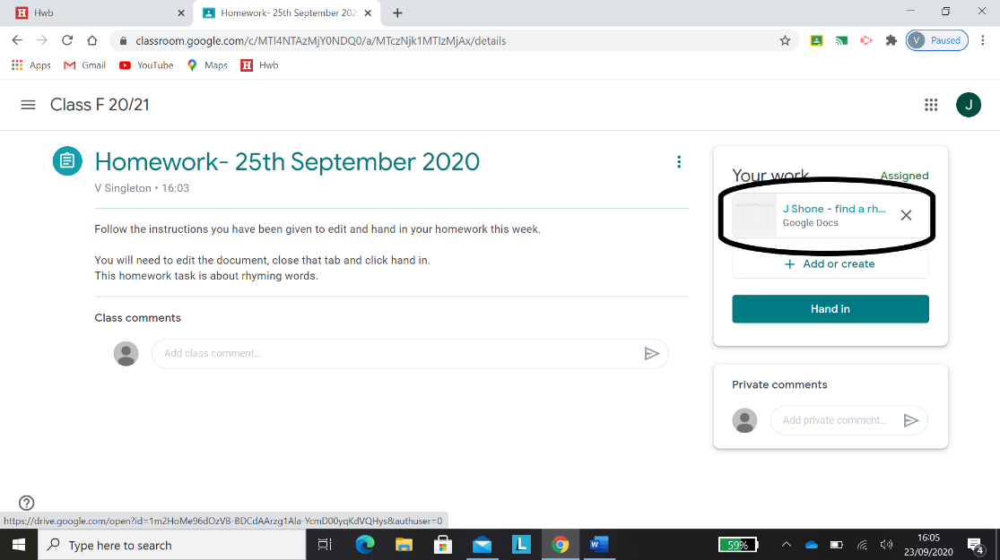 Hwb
Homework- 25th September 202
classroom.google.com/c/MTI4NTAzMjY0NDQ0/a/MTczNjk1MTIzMjAx/details
V Paused
Apps Gmail YouTube Maps Hwb
Class F 20/21
J
Homework- 25th September 2020
V Singleton • 16:03
Follow the instructions you have been given to edit and hand in your homework this week.
You will need to edit the document, close that tab and click hand in.
This homework task is about rhyming words.
Class comments
Add class comment...
Your work
Assigned
J Shone - find a rh...
Google Docs
+ Add or create
Hand in
Private comments
Add private comment...
https://drive.google.com/open?id=1m2HoMe96dOzVB-BDCdAArzg1Ala-YcmD00yqKdVQHys&authuser=0
Type here to search
59%
16:05
23/09/2020
4